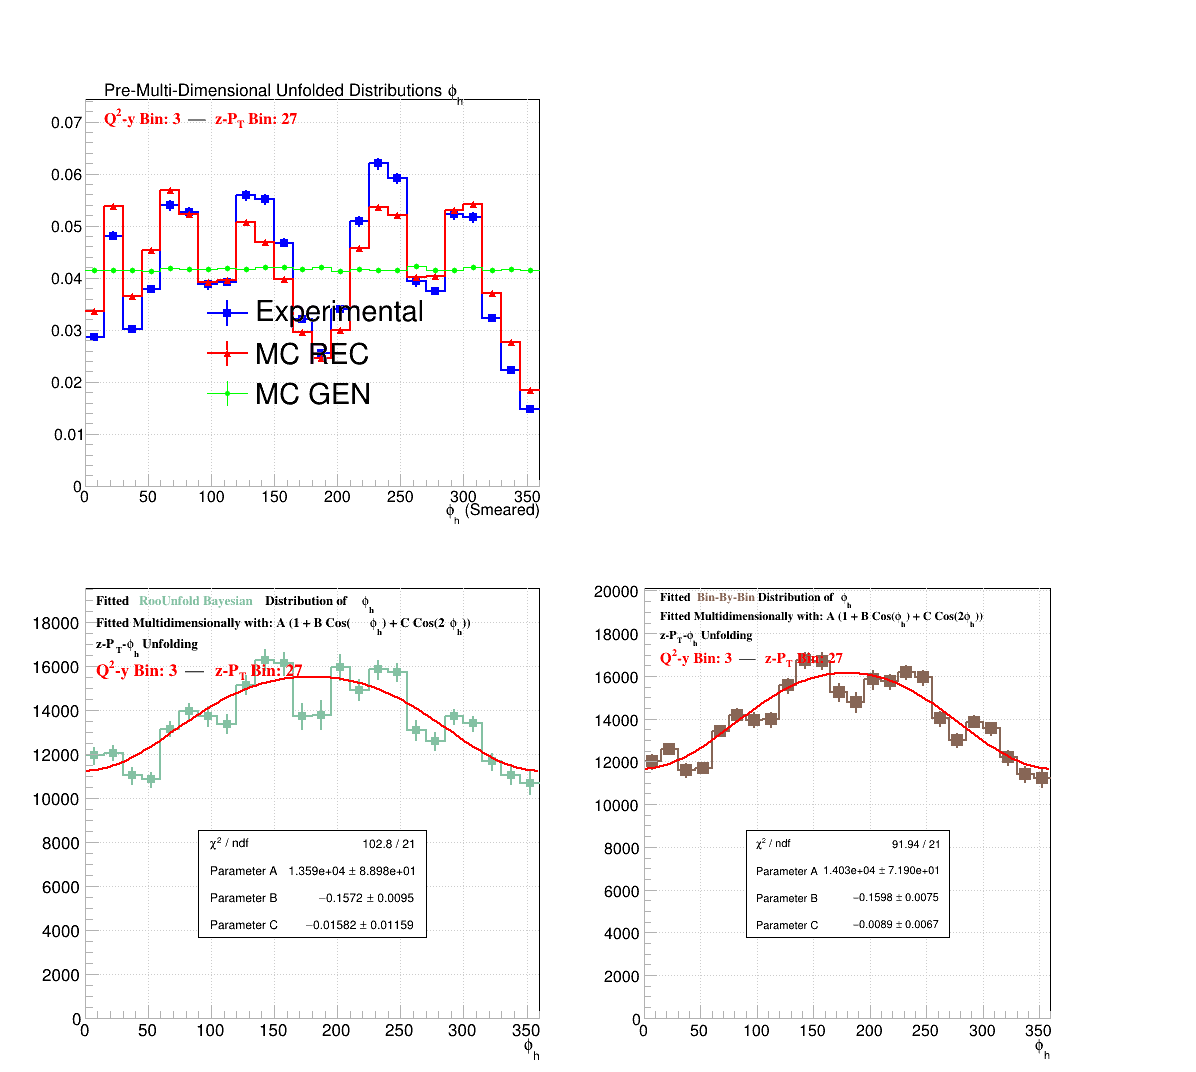 Pre-Multi-Dimensional Unfolded Distributions ϕh
Q2-y Bin: 3 — z-PT Bin: 27
0.07
0.06
0.05
0.04
0.03
0.02
0.01
0
Experimental
MC REC
MC GEN
0 50 100 150 200 250 300 350
ϕh (Smeared)
Fitted RooUnfold Bayesian Distribution of ϕh
Fitted Multidimensionally with: A (1 + B Cos( ϕh) + C Cos(2 ϕh))
z-PT-ϕh Unfolding
Q2-y Bin: 3 — z-PT Bin: 27
18000
16000
14000
12000
10000
8000
6000
4000
2000
0
χ2 / ndf 102.8 / 21
Parameter A 1.359e+04 ± 8.898e+01
Parameter B −0.1572 ± 0.0095
Parameter C −0.01582 ± 0.01159
0 50 100 150 200 250 300 350
ϕh
Fitted Bin-By-Bin Distribution of ϕh
Fitted Multidimensionally with: A (1 + B Cos(ϕh) + C Cos(2ϕh))
z-PT-ϕh Unfolding
Q2-y Bin: 3 — z-PT Bin: 27
20000
18000
16000
14000
12000
10000
8000
6000
4000
2000
0
χ2 / ndf 91.94 / 21
Parameter A 1.403e+04 ± 7.190e+01
Parameter B −0.1598 ± 0.0075
Parameter C −0.0089 ± 0.0067
0 50 100 150 200 250 300 350
ϕh